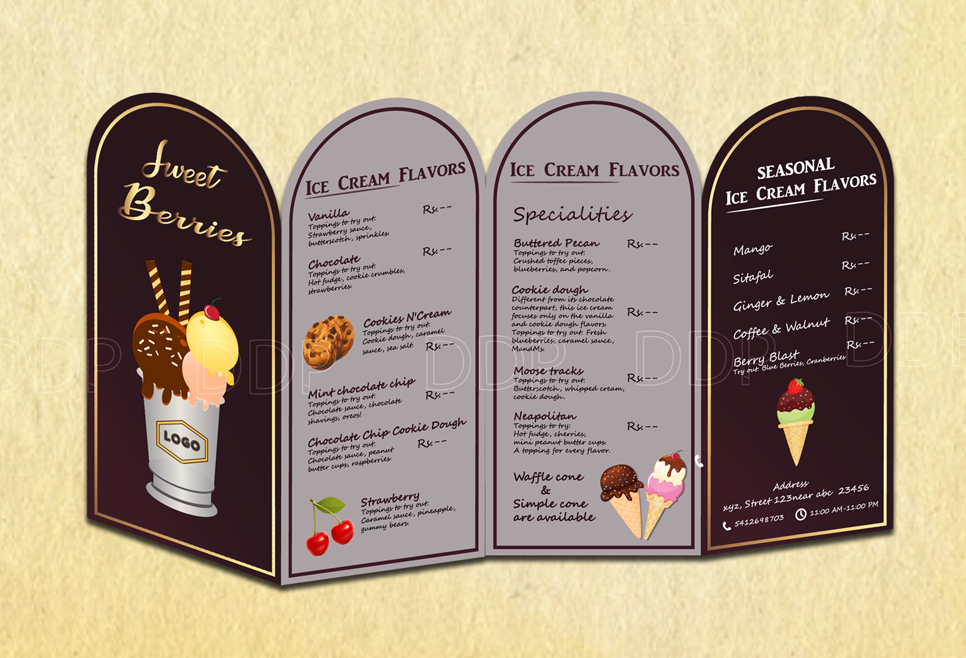 Sweet
Berries
LOGO
ICE CREAM FLAVORS
Vanilla Rs.--
Toppings to try out:
Strawberry sauce,
butterscotch, sprinkles.
Chocolate Rs.--
Toppings to try out:
Hot fudge, cookie crumbles,
strawberries.
Cookies N'Cream
Toppings to try out:
Cookie dough, caramel
sauce, sea salt. Rs.--
Mint chocolate chip
Toppings to try out: Rs.--
Chocolate sauce, chocolate
shavings, oreos!
Chocolate Chip Cookie Dough
Toppings to try out: Rs.--
Chocolate sauce, peanut
butter cups, raspberries.
Strawberry
Toppings to try out:
Caramel sauce, pineapple,
gummy bears.
ICE CREAM FLAVORS
Specialities
Buttered Pecan Rs.--
Toppings to try out:
Crushed toffee pieces,
blueberries, and popcorn.
Cookie dough
Different from its chocolate
counterpart, this ice cream
focuses only on the vanilla Rs.--
and cookie dough flavors.
Toppings to try out: Fresh
blueberries, caramel sauce,
MandMs.
Moose tracks
Toppings to try out: Rs.--
Butterscotch, whipped cream,
cookie dough.
Neapolitan
Toppings to try: Rs.--
Hot fudge, cherries,
mini peanut butter cups.
A topping for every flavor.
Waffle cone
&
Simple cone
are available
SEASONAL
ICE CREAM FLAVORS
Mango Rs.--
Sitafal Rs.--
Ginger & Lemon Rs.--
Coffee & Walnut Rs.--
Berry Blast Rs.--
Try out: Blue Berries, Cranberries
Address
xyz, Street 123near abc 23456
5412698703 11:00 AM-11:00 PM
DDP DDP DDP D